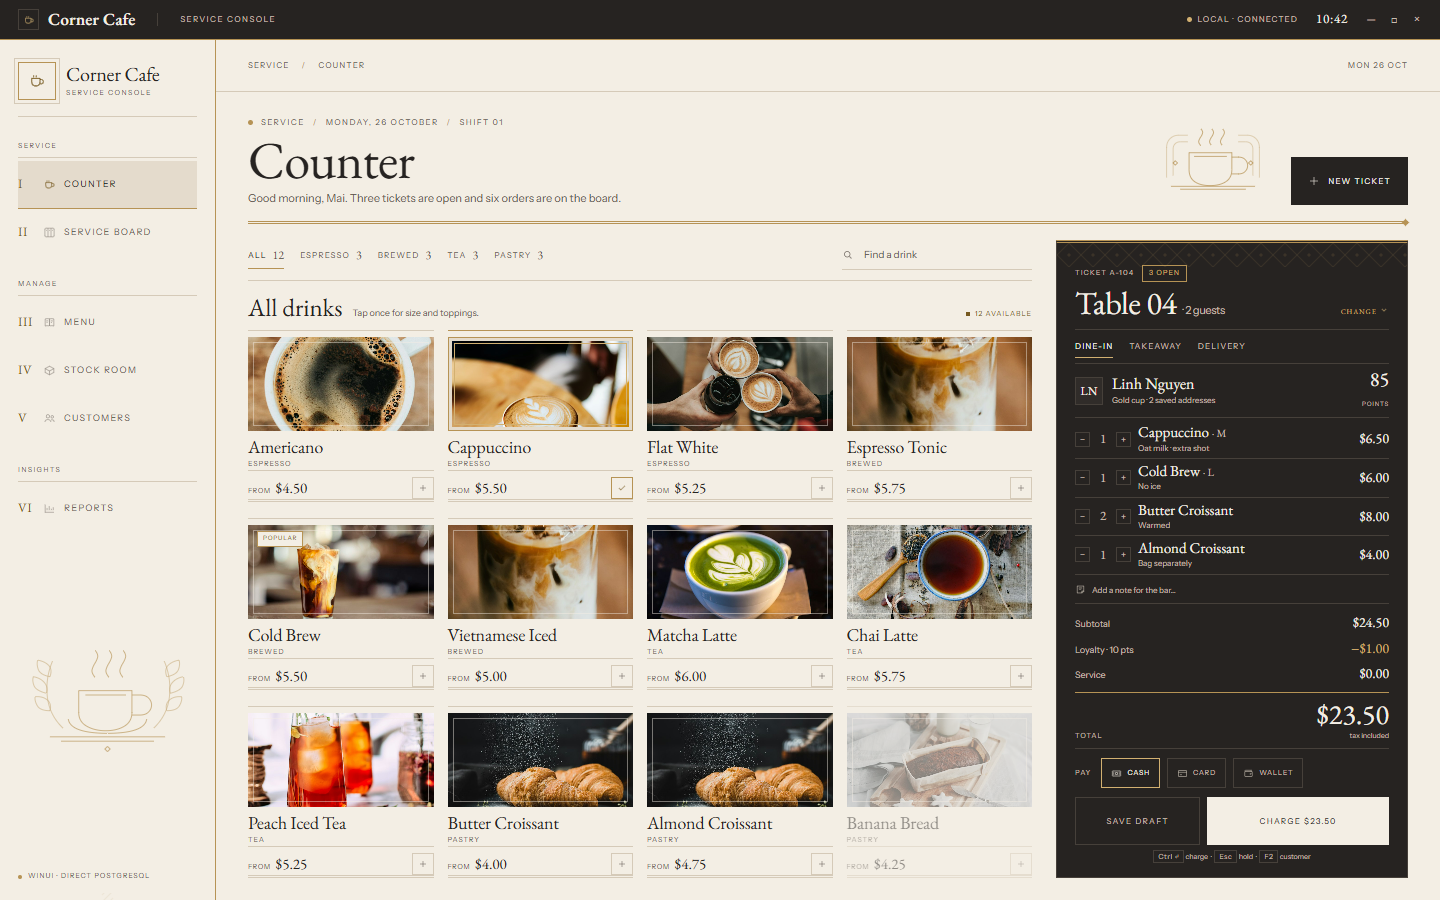 Corner Cafe
SERVICE CONSOLE
LOCAL · CONNECTED
10:42
Corner Cafe
SERVICE CONSOLE
SERVICE
I COUNTER
II SERVICE BOARD
MANAGE
III MENU
IV STOCK ROOM
V CUSTOMERS
INSIGHTS
VI REPORTS
WINUI · DIRECT POSTGRESQL
SERVICE / COUNTER
MON 26 OCT
SERVICE / MONDAY, 26 OCTOBER / SHIFT 01
Counter
Good morning, Mai. Three tickets are open and six orders are on the board.
+ NEW TICKET
ALL 12
ESPRESSO 3
BREWED 3
TEA 3
PASTRY 3
Find a drink
All drinks
Tap once for size and toppings.
12 AVAILABLE
Americano
ESPRESSO
FROM $4.50
+
Cappuccino
ESPRESSO
FROM $5.50
Flat White
ESPRESSO
FROM $5.25
+
Espresso Tonic
BREWED
FROM $5.75
+
POPULAR
Cold Brew
BREWED
FROM $5.50
+
Vietnamese Iced
BREWED
FROM $5.00
+
Matcha Latte
TEA
FROM $6.00
+
Chai Latte
TEA
FROM $5.75
+
Peach Iced Tea
TEA
FROM $5.25
+
Butter Croissant
PASTRY
FROM $4.00
+
Almond Croissant
PASTRY
FROM $4.75
+
Banana Bread
PASTRY
FROM $4.25
+
TICKET A-104
3 OPEN
Table 04 · 2 guests
CHANGE
DINE-IN
TAKEAWAY
DELIVERY
LN
Linh Nguyen
Gold cup · 2 saved addresses
85
POINTS
− 1 + Cappuccino · M
Oat milk · extra shot
$6.50
− 1 + Cold Brew · L
No ice
$6.00
− 2 + Butter Croissant
Warmed
$8.00
− 1 + Almond Croissant
Bag separately
$4.00
Add a note for the bar...
Subtotal $24.50
Loyalty · 10 pts −$1.00
Service $0.00
TOTAL
$23.50
tax included
PAY
CASH
CARD
WALLET
SAVE DRAFT
CHARGE $23.50
Ctrl ⏎ charge · Esc hold · F2 customer